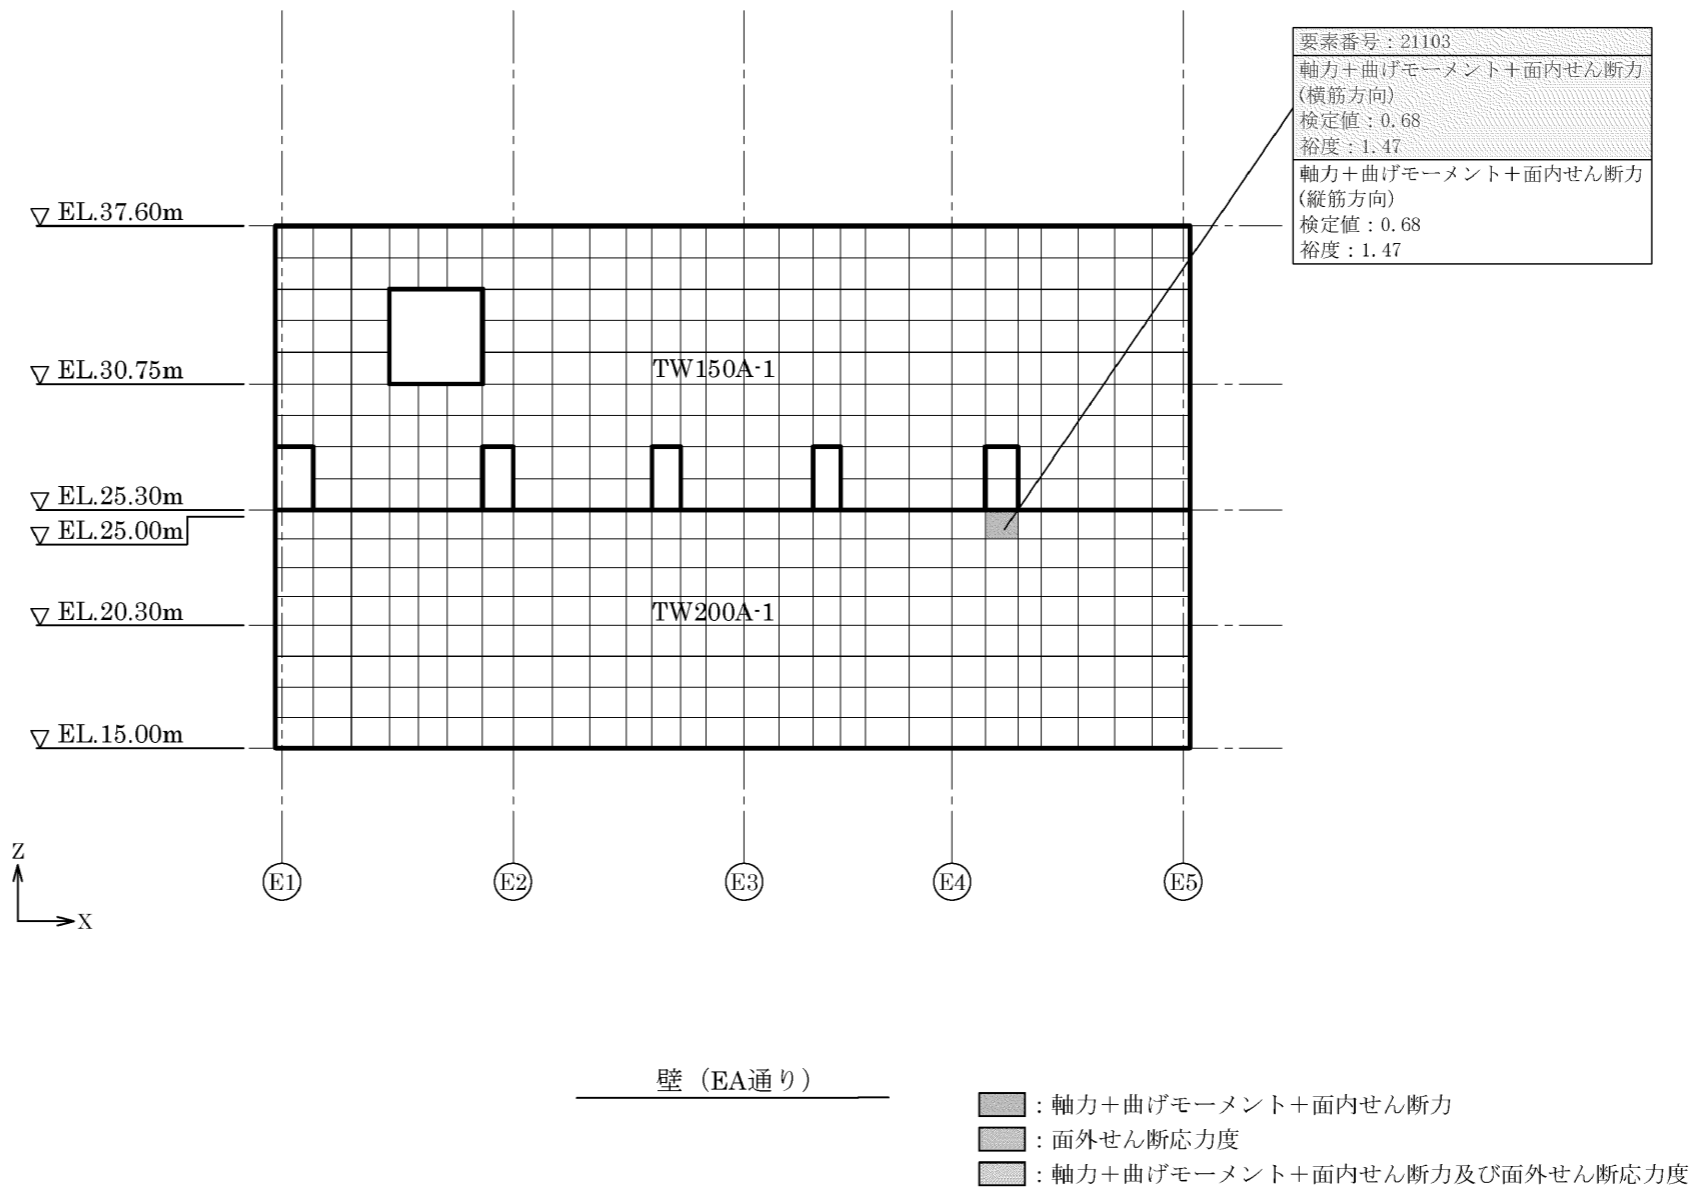 要素番号：21103
軸力＋曲げモーメント＋面内せん断力
(横筋方向)
検定値：0.68
裕度：1.47
軸力＋曲げモーメント＋面内せん断力
(縦筋方向)
検定値：0.68
裕度：1.47
▽ EL.37.60m
▽ EL.30.75m
TW150A-1
▽ EL.25.30m
▽ EL.25.00m
▽ EL.20.30m
TW200A-1
▽ EL.15.00m
Z
X
E1
E2
E3
E4
E5
壁（EA通り）
：軸力＋曲げモーメント＋面内せん断力
：面外せん断応力度
：軸力＋曲げモーメント＋面内せん断力及び面外せん断応力度